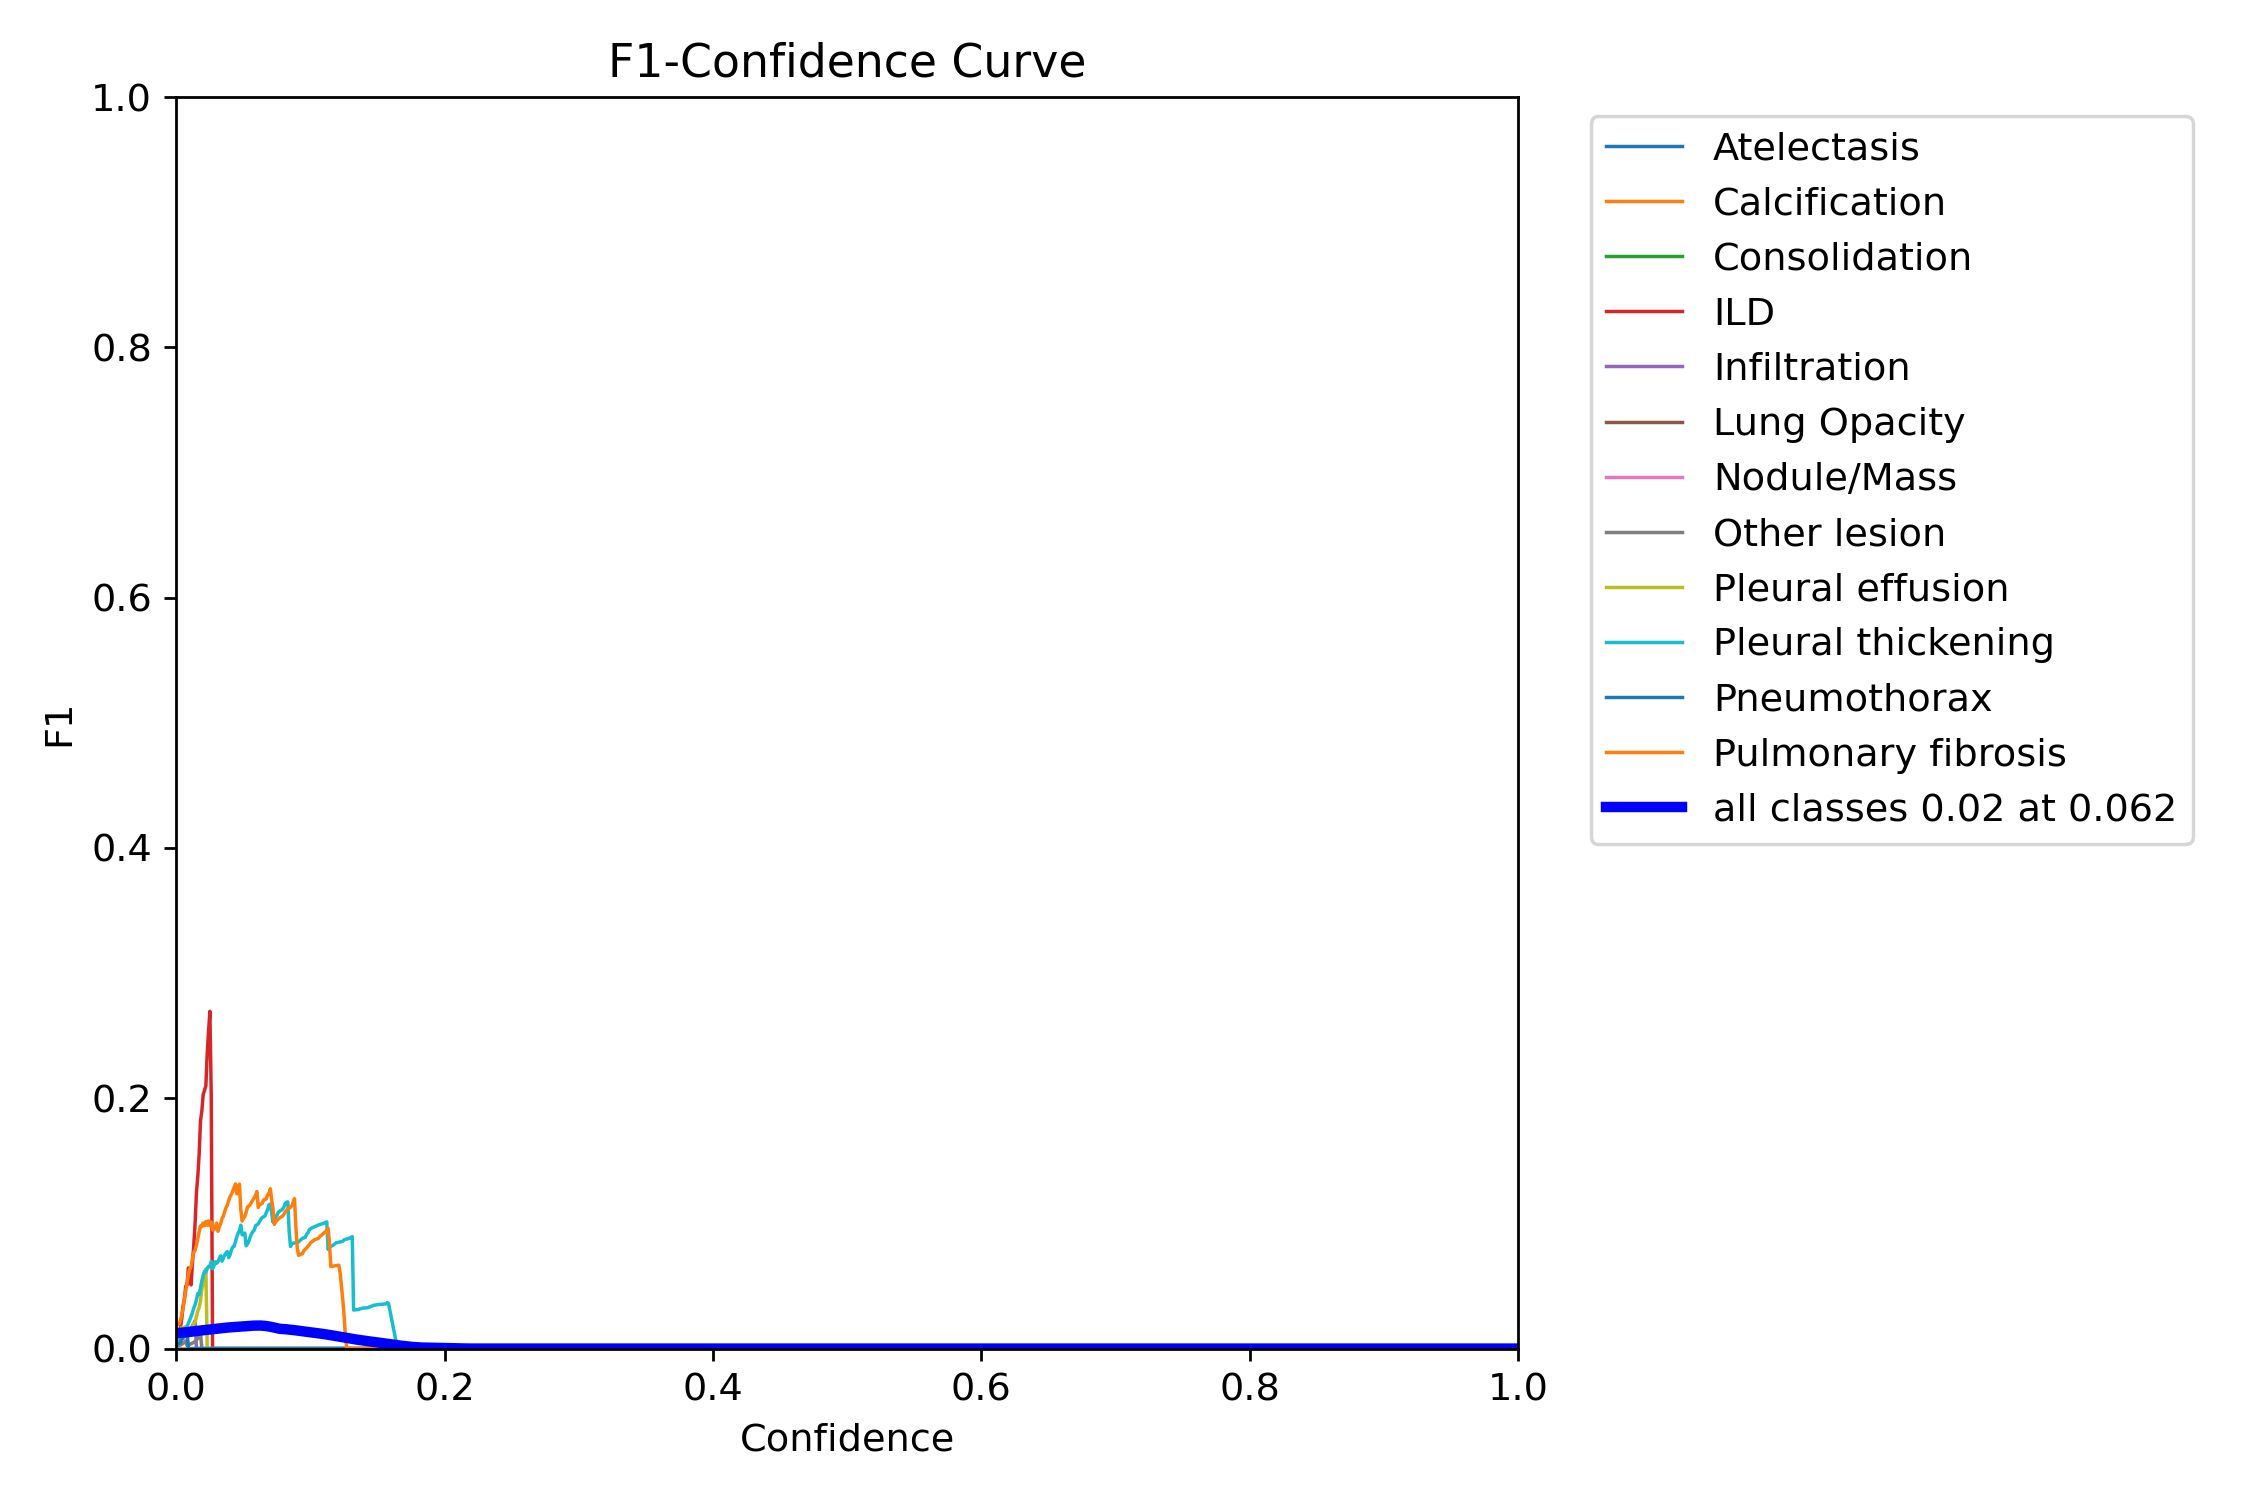 F1-Confidence Curve
1.0
0.8
0.6
0.4
0.2
0.0
F1
0.0 0.2 0.4 0.6 0.8 1.0
Confidence
Atelectasis
Calcification
Consolidation
ILD
Infiltration
Lung Opacity
Nodule/Mass
Other lesion
Pleural effusion
Pleural thickening
Pneumothorax
Pulmonary fibrosis
all classes 0.02 at 0.062